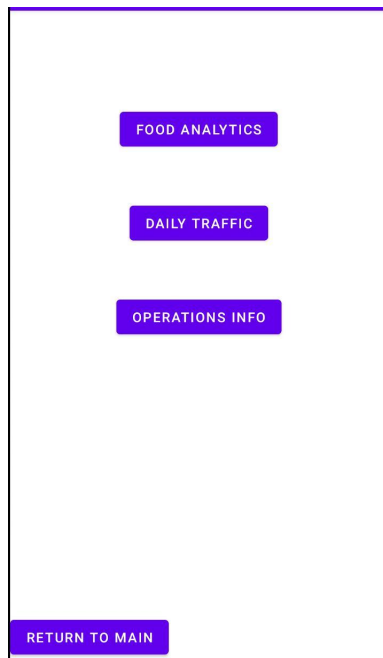 FOOD ANALYTICS
DAILY TRAFFIC
OPERATIONS INFO
RETURN TO MAIN